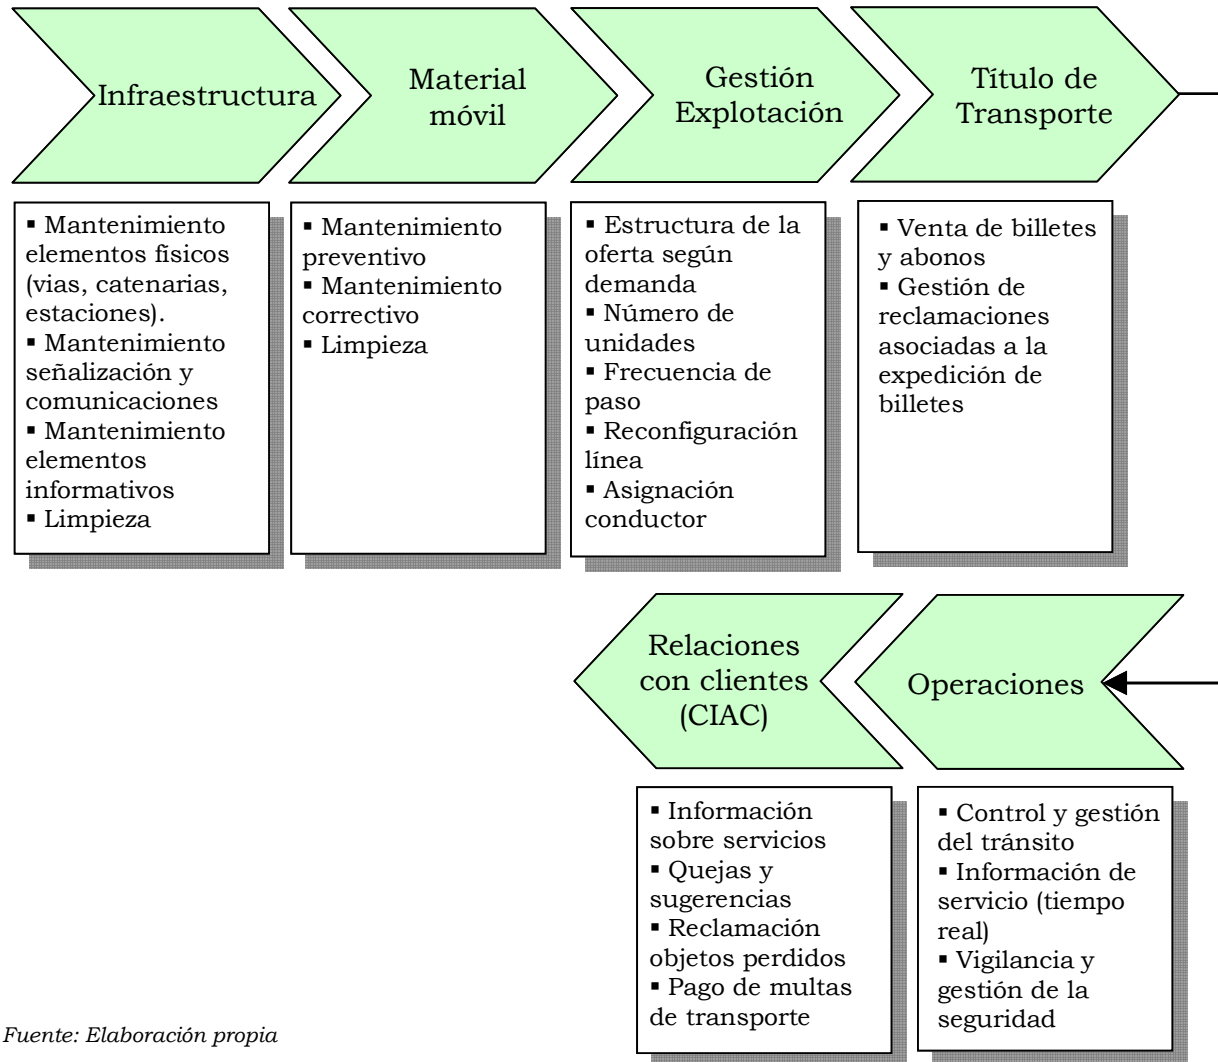 Infraestructura
Material
móvil
Gestión
Explotación
Título de
Transporte
▪ Mantenimiento
elementos físicos
(vias, catenarias,
estaciones).
▪ Mantenimiento
señalización y
comunicaciones
▪ Mantenimiento
elementos
informativos
▪ Limpieza
▪ Mantenimiento
preventivo
▪ Mantenimiento
correctivo
▪ Limpieza
▪ Estructura de la
oferta según
demanda
▪ Número de
unidades
▪ Frecuencia de
paso
▪ Reconfiguración
línea
▪ Asignación
conductor
▪ Venta de billetes
y abonos
▪ Gestión de
reclamaciones
asociadas a la
expedición de
billetes
Relaciones
con clientes
(CIAC)
Operaciones
▪ Información
sobre servicios
▪ Quejas y
sugerencias
▪ Reclamación
objetos perdidos
▪ Pago de multas
de transporte
▪ Control y gestión
del tránsito
▪ Información de
servicio (tiempo
real)
▪ Vigilancia y
gestión de la
seguridad
Fuente: Elaboración propia